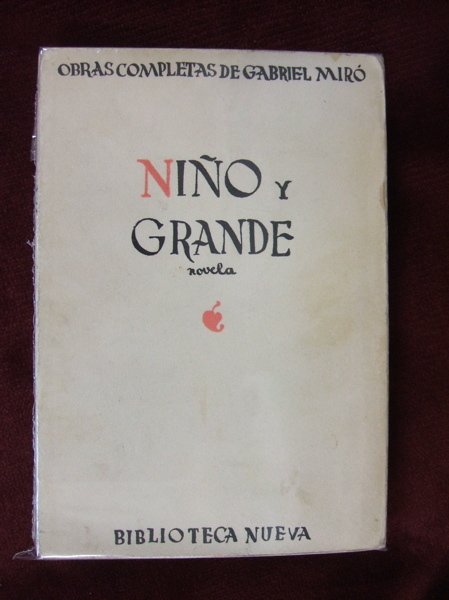 OBRAS COMPLETAS DE GABRIEL MIRÓ
NIÑO Y
GRANDE
novela
BIBLIOTECA NUEVA